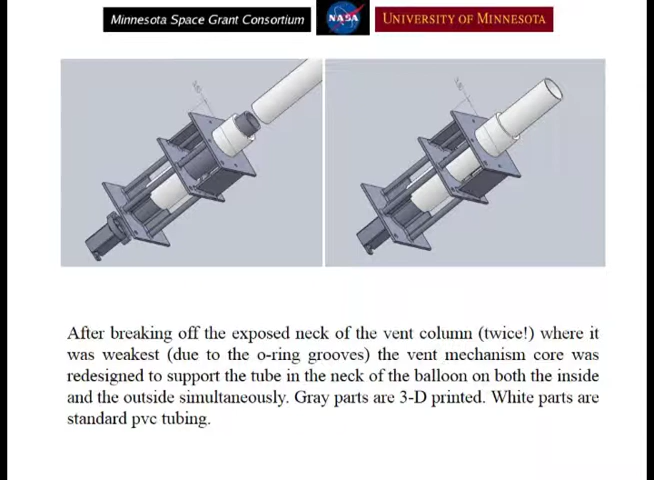 Minnesota Space Grant Consortium
NASA
UNIVERSITY OF MINNESOTA
After breaking off the exposed neck of the vent column (twice!) where it
was weakest (due to the o-ring grooves) the vent mechanism core was
redesigned to support the tube in the neck of the balloon on both the inside
and the outside simultaneously. Gray parts are 3-D printed. White parts are
standard pvc tubing.